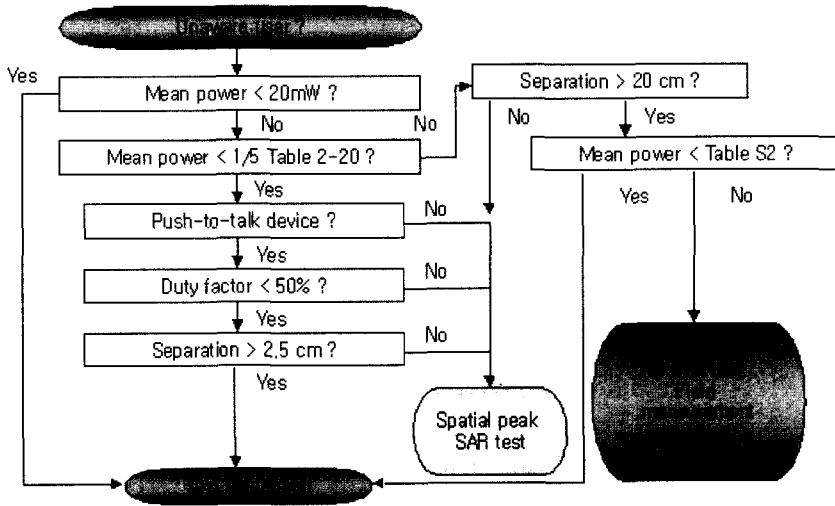 Unaware user ?
Yes
Mean power < 20mW ?
Separation > 20 cm ?
No
No
No
Yes
Mean power < 1/5 Table 2-20 ?
Mean power < Table S2 ?
Yes
Yes
No
Push-to-talk device ?
No
Yes
Duty factor < 50% ?
No
Yes
Separation > 2,5 cm ?
No
Yes
Spatial peak
SAR test